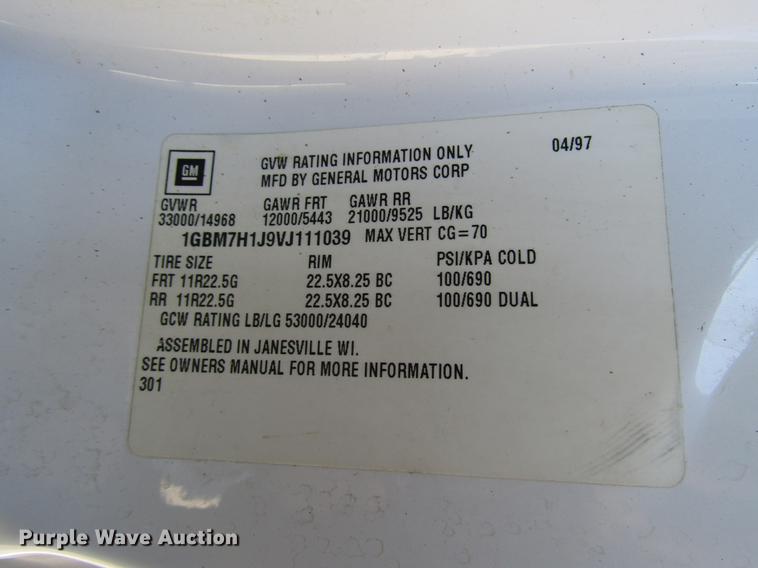 GM
GVW RATING INFORMATION ONLY 04/97
MFD BY GENERAL MOTORS CORP
GVWR GAWR FRT GAWR RR
33000/14968 12000/5443 21000/9525 LB/KG
1GBM7H1J9VJ111039 MAX VERT CG=70
TIRE SIZE RIM PSI/KPA COLD
FRT 11R22.5G 22.5X8.25 BC 100/690
RR 11R22.5G 22.5X8.25 BC 100/690 DUAL
GCW RATING LB/LG 53000/24040
ASSEMBLED IN JANESVILLE WI.
SEE OWNERS MANUAL FOR MORE INFORMATION.
301
Purple Wave Auction